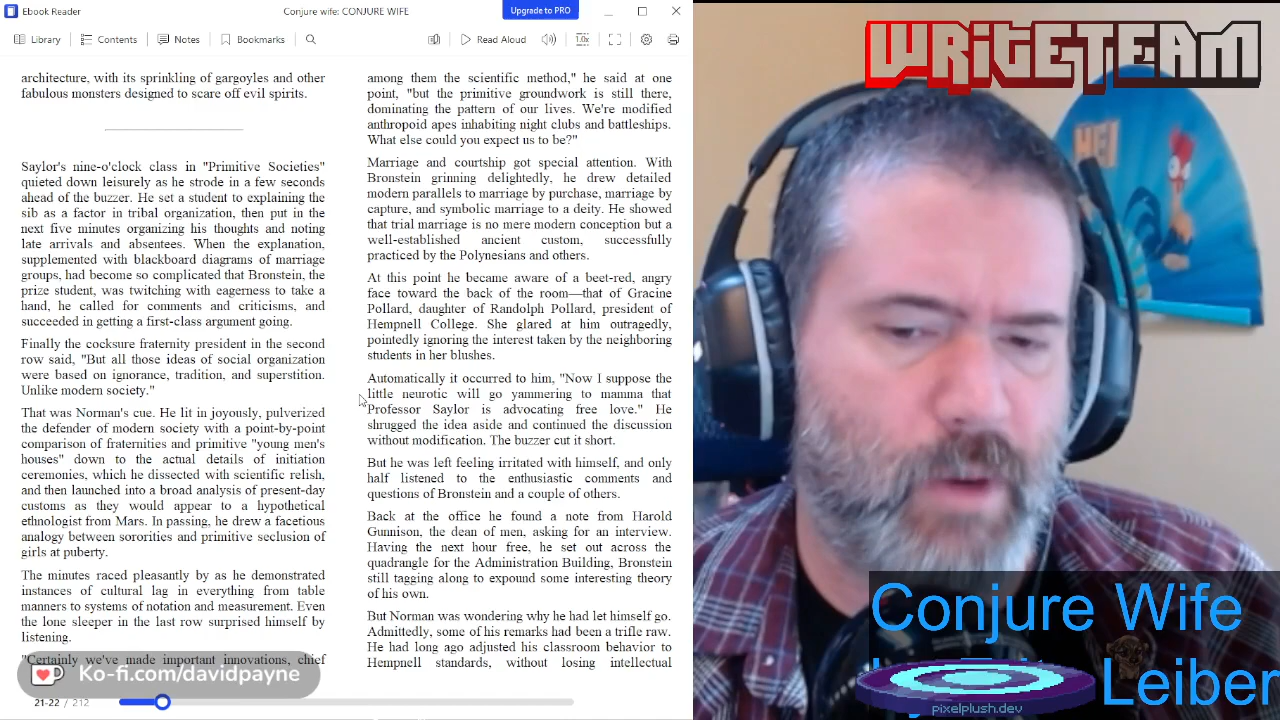 Ebook Reader
Conjure wife: CONJURE WIFE
Upgrade to PRO
Library
Contents
Notes
Bookmarks
Read Aloud
1.0x
architecture, with its sprinkling of gargoyles and other
fabulous monsters designed to scare off evil spirits.
Saylor's nine-o'clock class in "Primitive Societies"
quieted down leisurely as he strode in a few seconds
ahead of the buzzer. He set a student to explaining the
sib as a factor in tribal organization, then put in the
next five minutes organizing his thoughts and noting
late arrivals and absentees. When the explanation,
supplemented with blackboard diagrams of marriage
groups, had become so complicated that Bronstein, the
prize student, was twitching with eagerness to take a
hand, he called for comments and criticisms, and
succeeded in getting a first-class argument going.
Finally the cocksure fraternity president in the second
row said, "But all those ideas of social organization
were based on ignorance, tradition, and superstition.
Unlike modern society."
That was Norman's cue. He lit in joyously, pulverized
the defender of modern society with a point-by-point
comparison of fraternities and primitive "young men's
houses" down to the actual details of initiation
ceremonies, which he dissected with scientific relish,
and then launched into a broad analysis of present-day
customs as they would appear to a hypothetical
ethnologist from Mars. In passing, he drew a facetious
analogy between sororities and primitive seclusion of
girls at puberty.
The minutes raced pleasantly by as he demonstrated
instances of cultural lag in everything from table
manners to systems of notation and measurement. Even
the lone sleeper in the last row surprised himself by
listening.
"Certainly we've made important innovations, chief
Ko-fi.com/davidpayne
21-22 / 212
among them the scientific method," he said at one
point, "but the primitive groundwork is still there,
dominating the pattern of our lives. We're modified
anthropoid apes inhabiting night clubs and battleships.
What else could you expect us to be?"
Marriage and courtship got special attention. With
Bronstein grinning delightedly, he drew detailed
modern parallels to marriage by purchase, marriage by
capture, and symbolic marriage to a deity. He showed
that trial marriage is no mere modern conception but a
well-established ancient custom, successfully
practiced by the Polynesians and others.
At this point he became aware of a beet-red, angry
face toward the back of the room—that of Gracine
Pollard, daughter of Randolph Pollard, president of
Hempnell College. She glared at him outragedly,
pointedly ignoring the interest taken by the neighboring
students in her blushes.
Automatically it occurred to him, "Now I suppose the
little neurotic will go yammering to mamma that
Professor Saylor is advocating free love." He
shrugged the idea aside and continued the discussion
without modification. The buzzer cut it short.
But he was left feeling irritated with himself, and only
half listened to the enthusiastic comments and
questions of Bronstein and a couple of others.
Back at the office he found a note from Harold
Gunnison, the dean of men, asking for an interview.
Having the next hour free, he set out across the
quadrangle for the Administration Building, Bronstein
still tagging along to expound some interesting theory
of his own.
But Norman was wondering why he had let himself go.
Admittedly, some of his remarks had been a trifle raw.
He had long ago adjusted his classroom behavior to
Hempnell standards, without losing intellectual
WRITETEAM
HEI
Conjure Wife
Leiber
pixelplush.dev